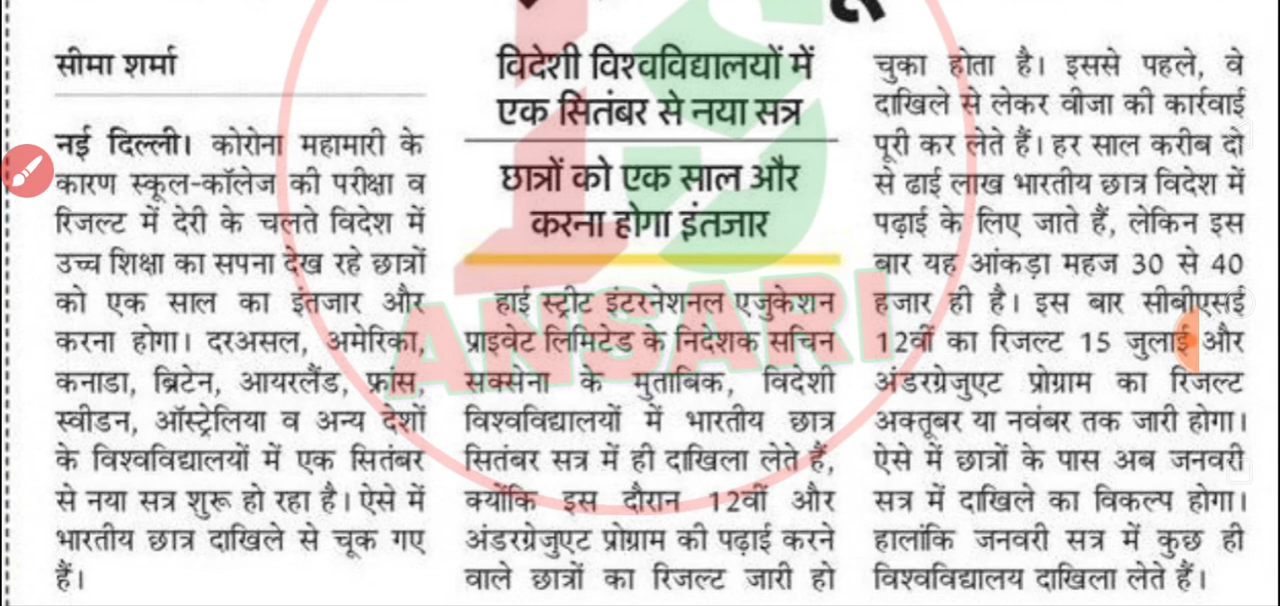 सीमा शर्मा
नई दिल्ली। कोरोना महामारी के
कारण स्कूल-कॉलेज की परीक्षा व
रिजल्ट में देरी के चलते विदेश में
उच्च शिक्षा का सपना देख रहे छात्रों
को एक साल का इंतजार और
करना होगा। दरअसल, अमेरिका,
कनाडा, ब्रिटेन, आयरलैंड, फ्रांस,
स्वीडन, ऑस्ट्रेलिया व अन्य देशों
के विश्वविद्यालयों में एक सितंबर
से नया सत्र शुरू हो रहा है। ऐसे में
भारतीय छात्र दाखिले से चूक गए
हैं।
विदेशी विश्वविद्यालयों में
एक सितंबर से नया सत्र
छात्रों को एक साल और
करना होगा इंतजार
हाई स्ट्रीट इंटरनेशनल एजुकेशन
प्राइवेट लिमिटेड के निदेशक सचिन
सक्सेना के मुताबिक, विदेशी
विश्वविद्यालयों में भारतीय छात्र
सितंबर सत्र में ही दाखिला लेते हैं,
क्योंकि इस दौरान 12वीं और
अंडरग्रेजुएट प्रोग्राम की पढ़ाई करने
वाले छात्रों का रिजल्ट जारी हो
चुका होता है। इससे पहले, वे
दाखिले से लेकर वीजा की कार्रवाई
पूरी कर लेते हैं। हर साल करीब दो
से ढाई लाख भारतीय छात्र विदेश में
पढ़ाई के लिए जाते हैं, लेकिन इस
बार यह आंकड़ा महज 30 से 40
हजार ही है। इस बार सीबीएसई
12वीं का रिजल्ट 15 जुलाई और
अंडरग्रेजुएट प्रोग्राम का रिजल्ट
अक्तूबर या नवंबर तक जारी होगा।
ऐसे में छात्रों के पास अब जनवरी
सत्र में दाखिले का विकल्प होगा।
हालांकि जनवरी सत्र में कुछ ही
विश्वविद्यालय दाखिला लेते हैं।
ANSARI